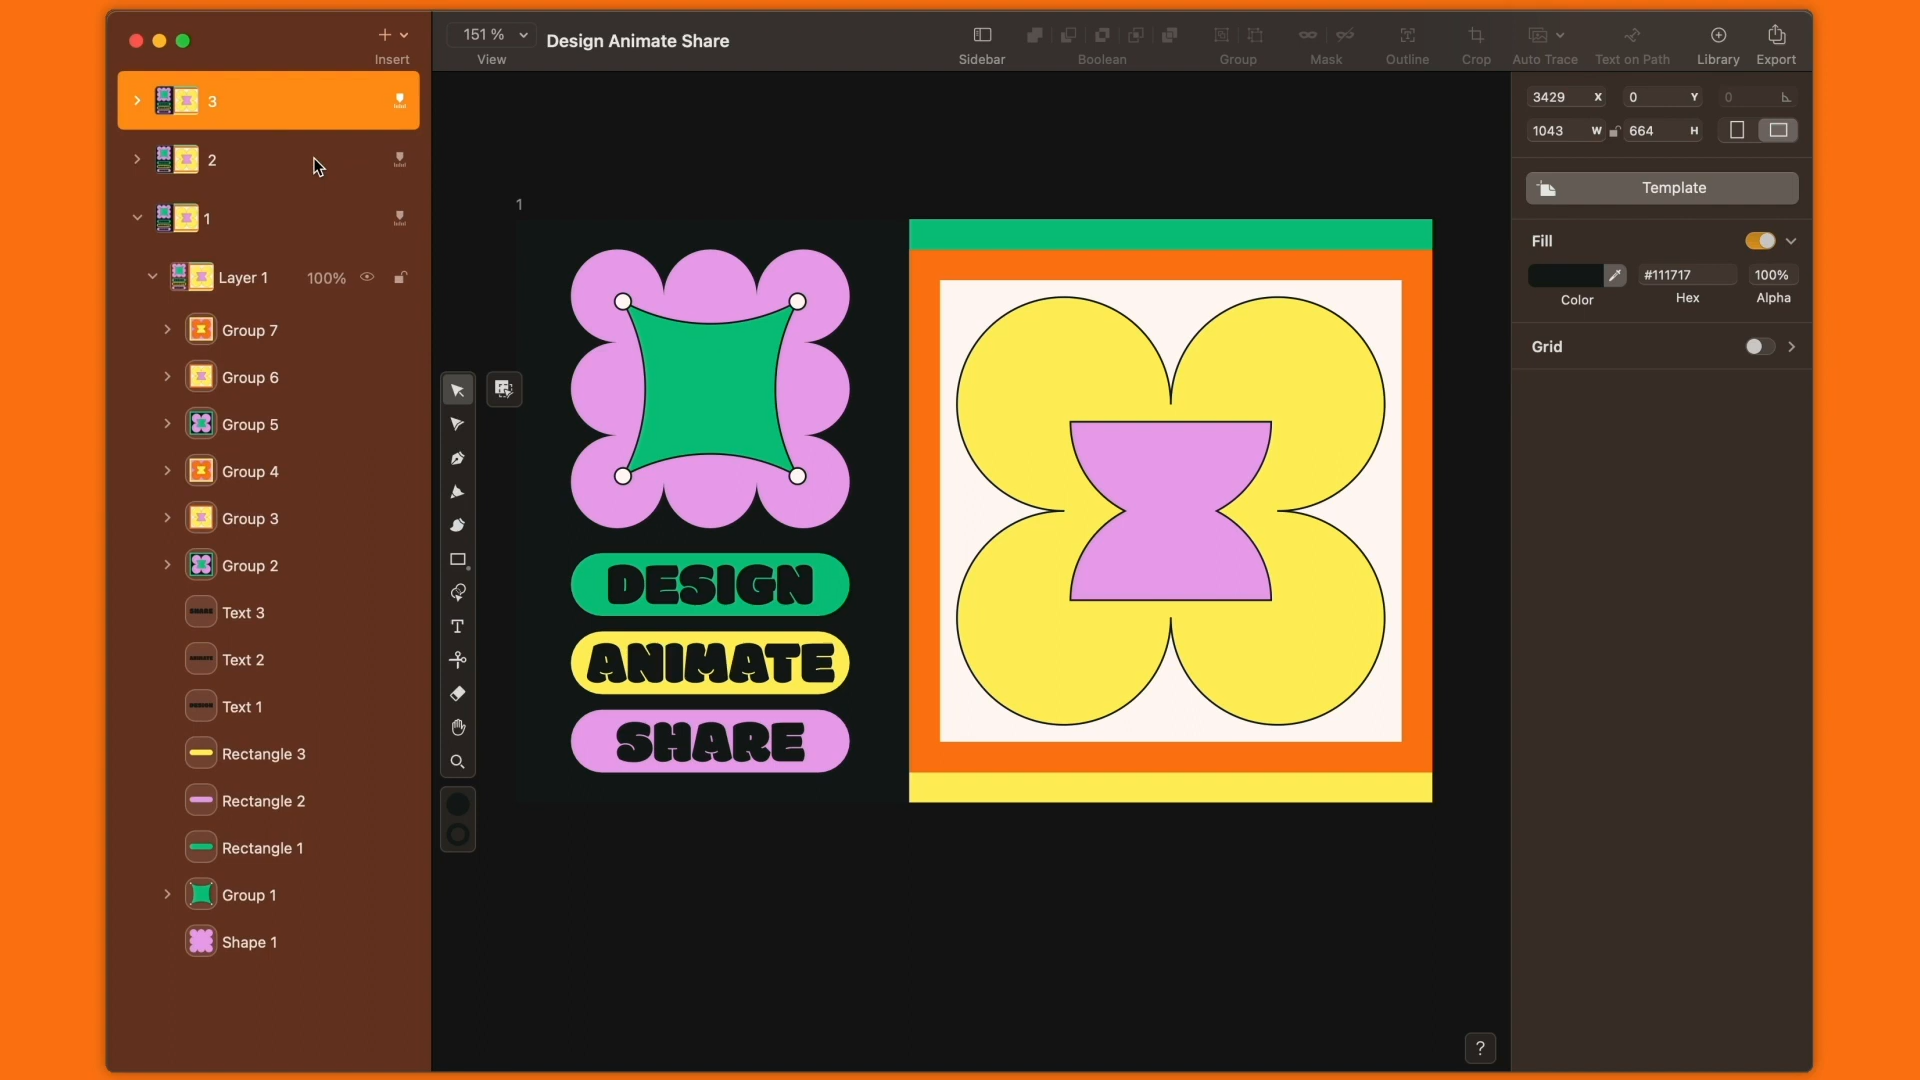 151 %
View
Design Animate Share
Insert
Sidebar
Boolean
Group
Mask
Outline
Crop
Auto Trace
Text on Path
Library
Export
3
2
1
Layer 1 100%
Group 7
Group 6
Group 5
Group 4
Group 3
Group 2
Text 3
Text 2
Text 1
Rectangle 3
Rectangle 2
Rectangle 1
Group 1
Shape 1
1
DESIGN
ANIMATE
SHARE
T
3429 X 0 Y 0
1043 W 664 H
Template
Fill
#111717 100%
Color Hex Alpha
Grid
?